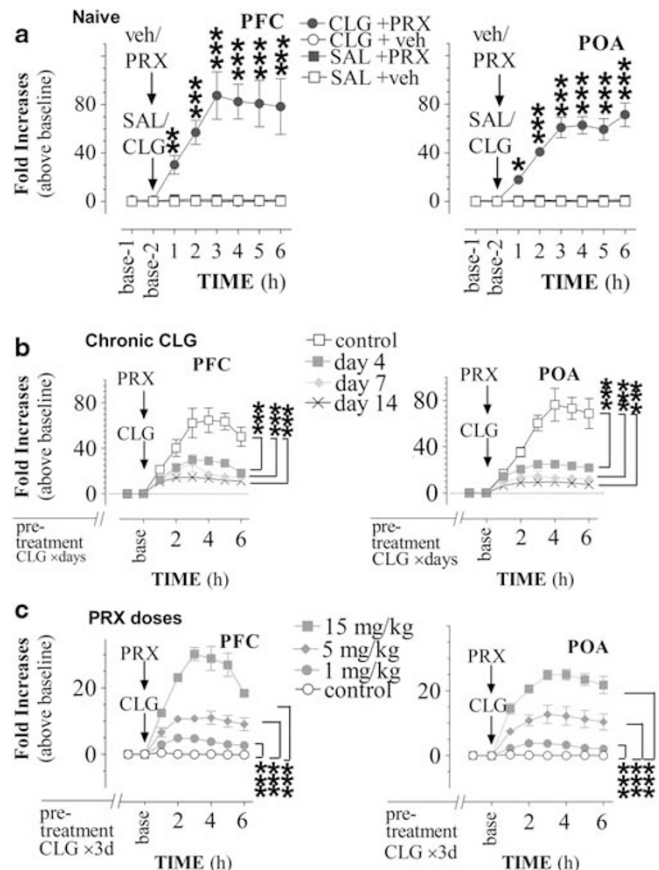 a Naive
PFC
CLG +PRX
CLG +veh
SAL +PRX
SAL +veh
Fold Increases
(above baseline)
veh/
PRX
SAL/
CLG
80
40
0
*** *** *** *** *** **
base-1 base-2 1 2 3 4 5 6
TIME (h)
POA
veh/
PRX
SAL/
CLG
80
40
0
* *** *** *** *** ***
base-1 base-2 1 2 3 4 5 6
TIME (h)
b Chronic CLG
PFC
control
day 4
day 7
day 14
Fold Increases
(above baseline)
PRX
CLG
80
40
0
*** *** ***
pre-
treatment
CLG ×days
base 2 4 6
TIME (h)
POA
PRX
CLG
80
40
0
*** *** ***
pre-
treatment
CLG ×days
base 2 4 6
TIME (h)
c PRX doses
PFC
15 mg/kg
5 mg/kg
1 mg/kg
control
Fold Increases
(above baseline)
PRX
CLG
20
0
*** *** ***
pre-
treatment
CLG ×3d
base 2 4 6
TIME (h)
POA
PRX
CLG
20
0
*** *** ***
pre-
treatment
CLG ×3d
base 2 4 6
TIME (h)